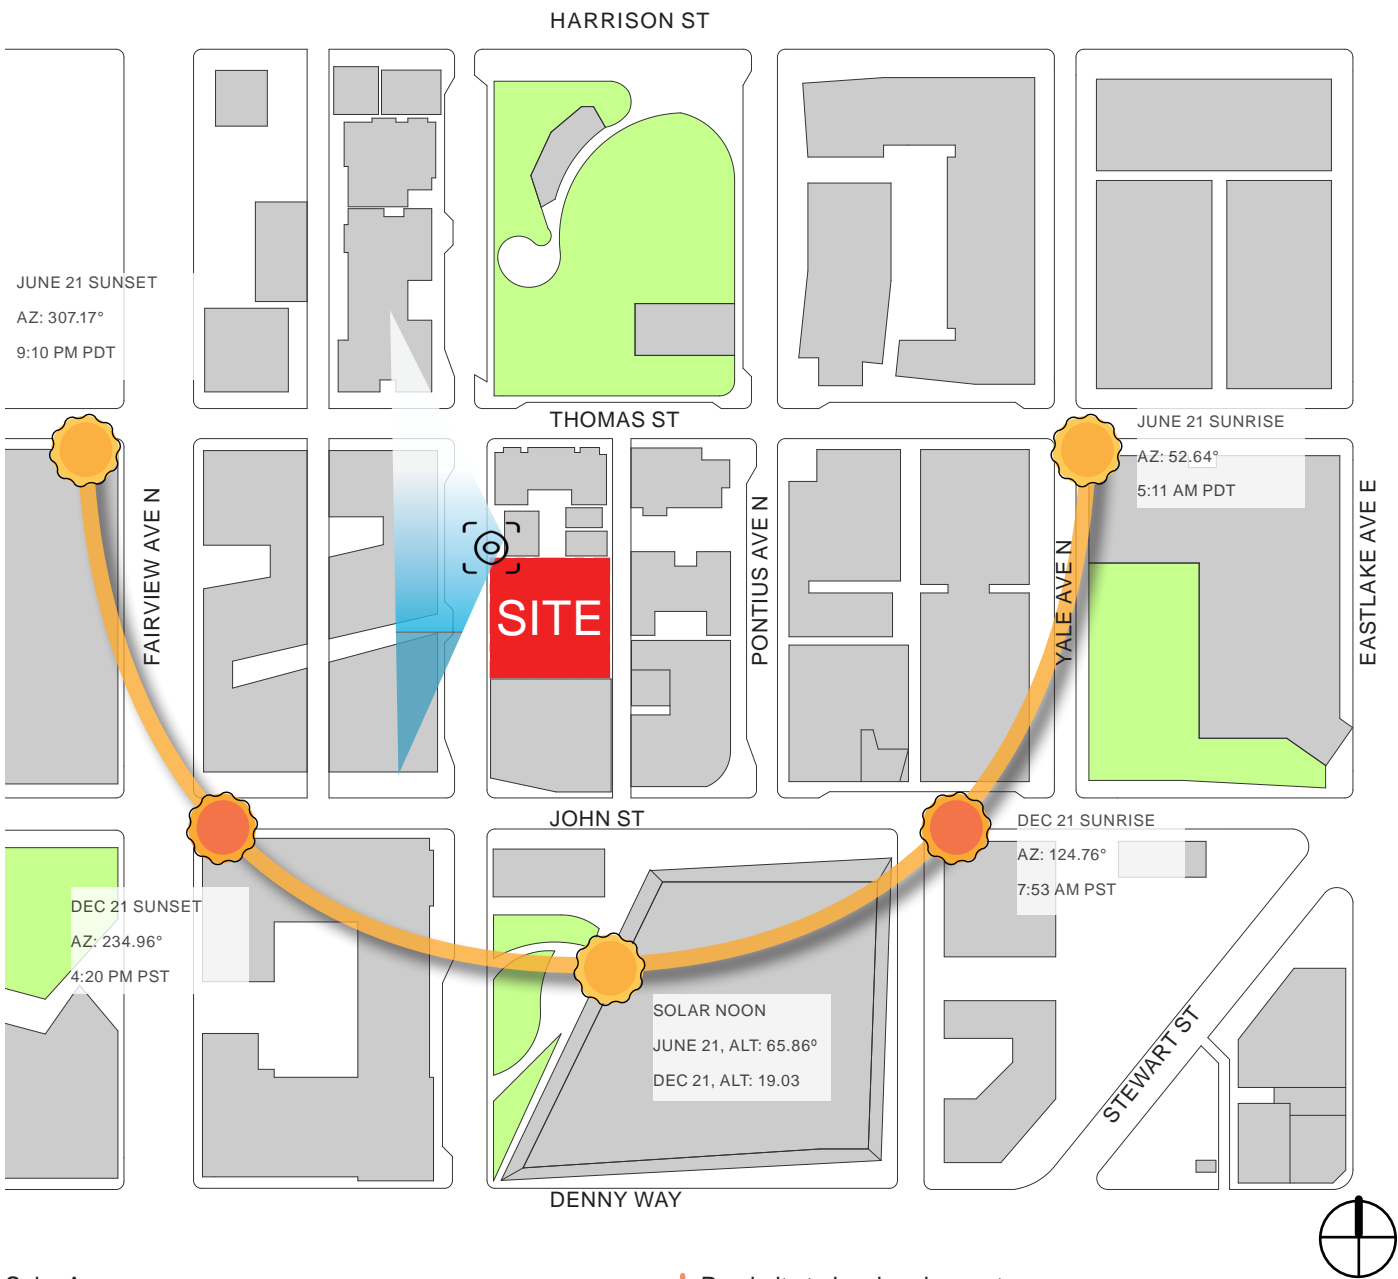 HARRISON ST
JUNE 21 SUNSET
AZ: 307.17°
9:10 PM PDT
THOMAS ST
JUNE 21 SUNRISE
AZ: 52.64°
5:11 AM PDT
FAIRVIEW AVE N
PONTIUS AVE N
YALE AVE N
EASTLAKE AVE E
SITE
JOHN ST
DEC 21 SUNRISE
AZ: 124.76°
7:53 AM PST
DEC 21 SUNSET
AZ: 234.96°
4:20 PM PST
SOLAR NOON
JUNE 21, ALT: 65.86º
DEC 21, ALT: 19.03
STEWART ST
DENNY WAY